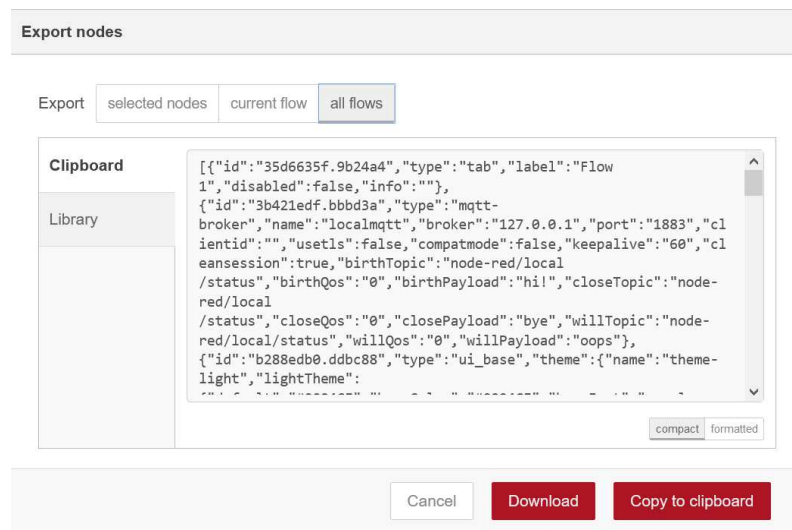 Export nodes
Export selected nodes current flow all flows
Clipboard
Library
[{"id":"35d6635f.9b24a4","type":"tab","label":"Flow
1","disabled":false,"info":""},
{"id":"3b421edf.bbbd3a","type":"mqtt-
broker","name":"localmqtt","broker":"127.0.0.1","port":"1883","cl
ientid":"","usetls":false,"compatmode":false,"keepalive":"60","cl
eansession":true,"birthTopic":"node-red/local
/status","birthQos":"0","birthPayload":"hi!","closeTopic":"node-
red/local
/status","closeQos":"0","closePayload":"bye","willTopic":"node-
red/local/status","willQos":"0","willPayload":"oops"},
{"id":"b288edb0.ddbc88","type":"ui_base","theme":{"name":"theme-
light","lightTheme":
compact formatted
Cancel Download Copy to clipboard